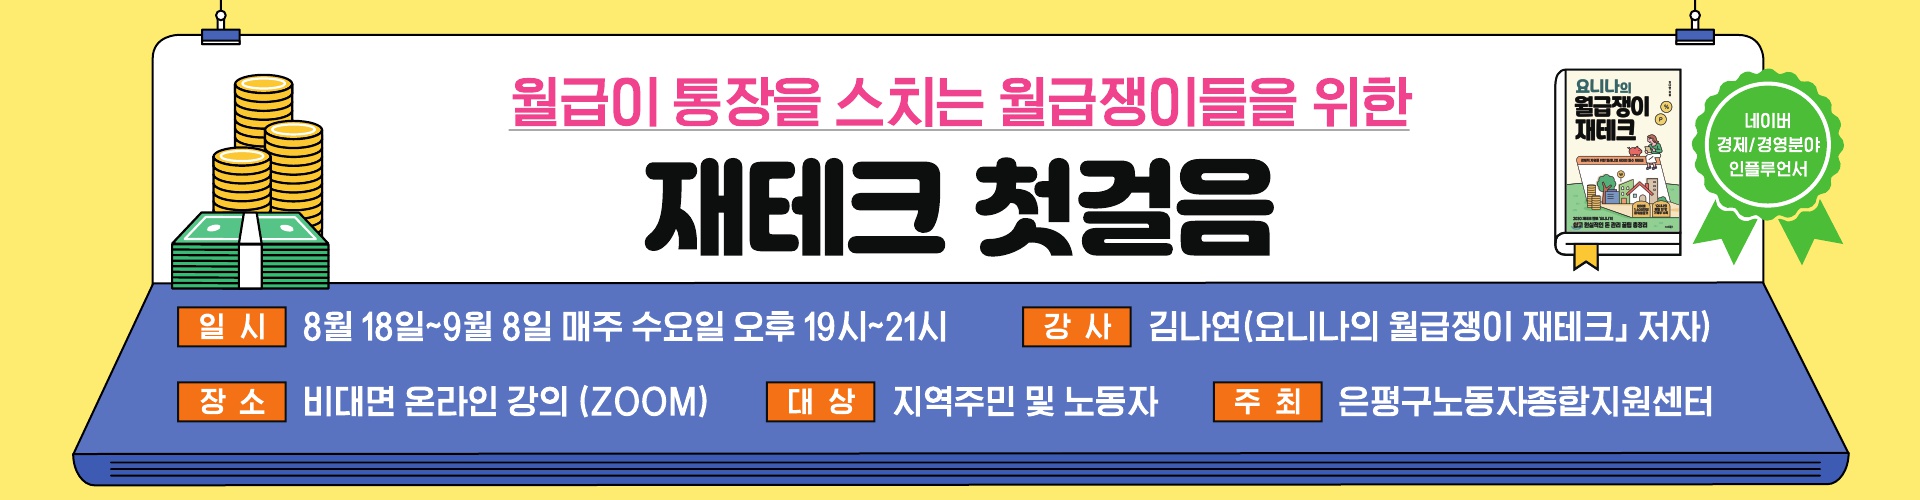 월급이 통장을 스치는 월급쟁이들을 위한
재테크 첫걸음
요니나의
월급쟁이
재테크
네이버
경제/경영분야
인플루언서
일 시 8월 18일~9월 8일 매주 수요일 오후 19시~21시
강 사 김나연(요니나의 월급쟁이 재테크」 저자)
장 소 비대면 온라인 강의 (ZOOM)
대 상 지역주민 및 노동자
주 최 은평구노동자종합지원센터